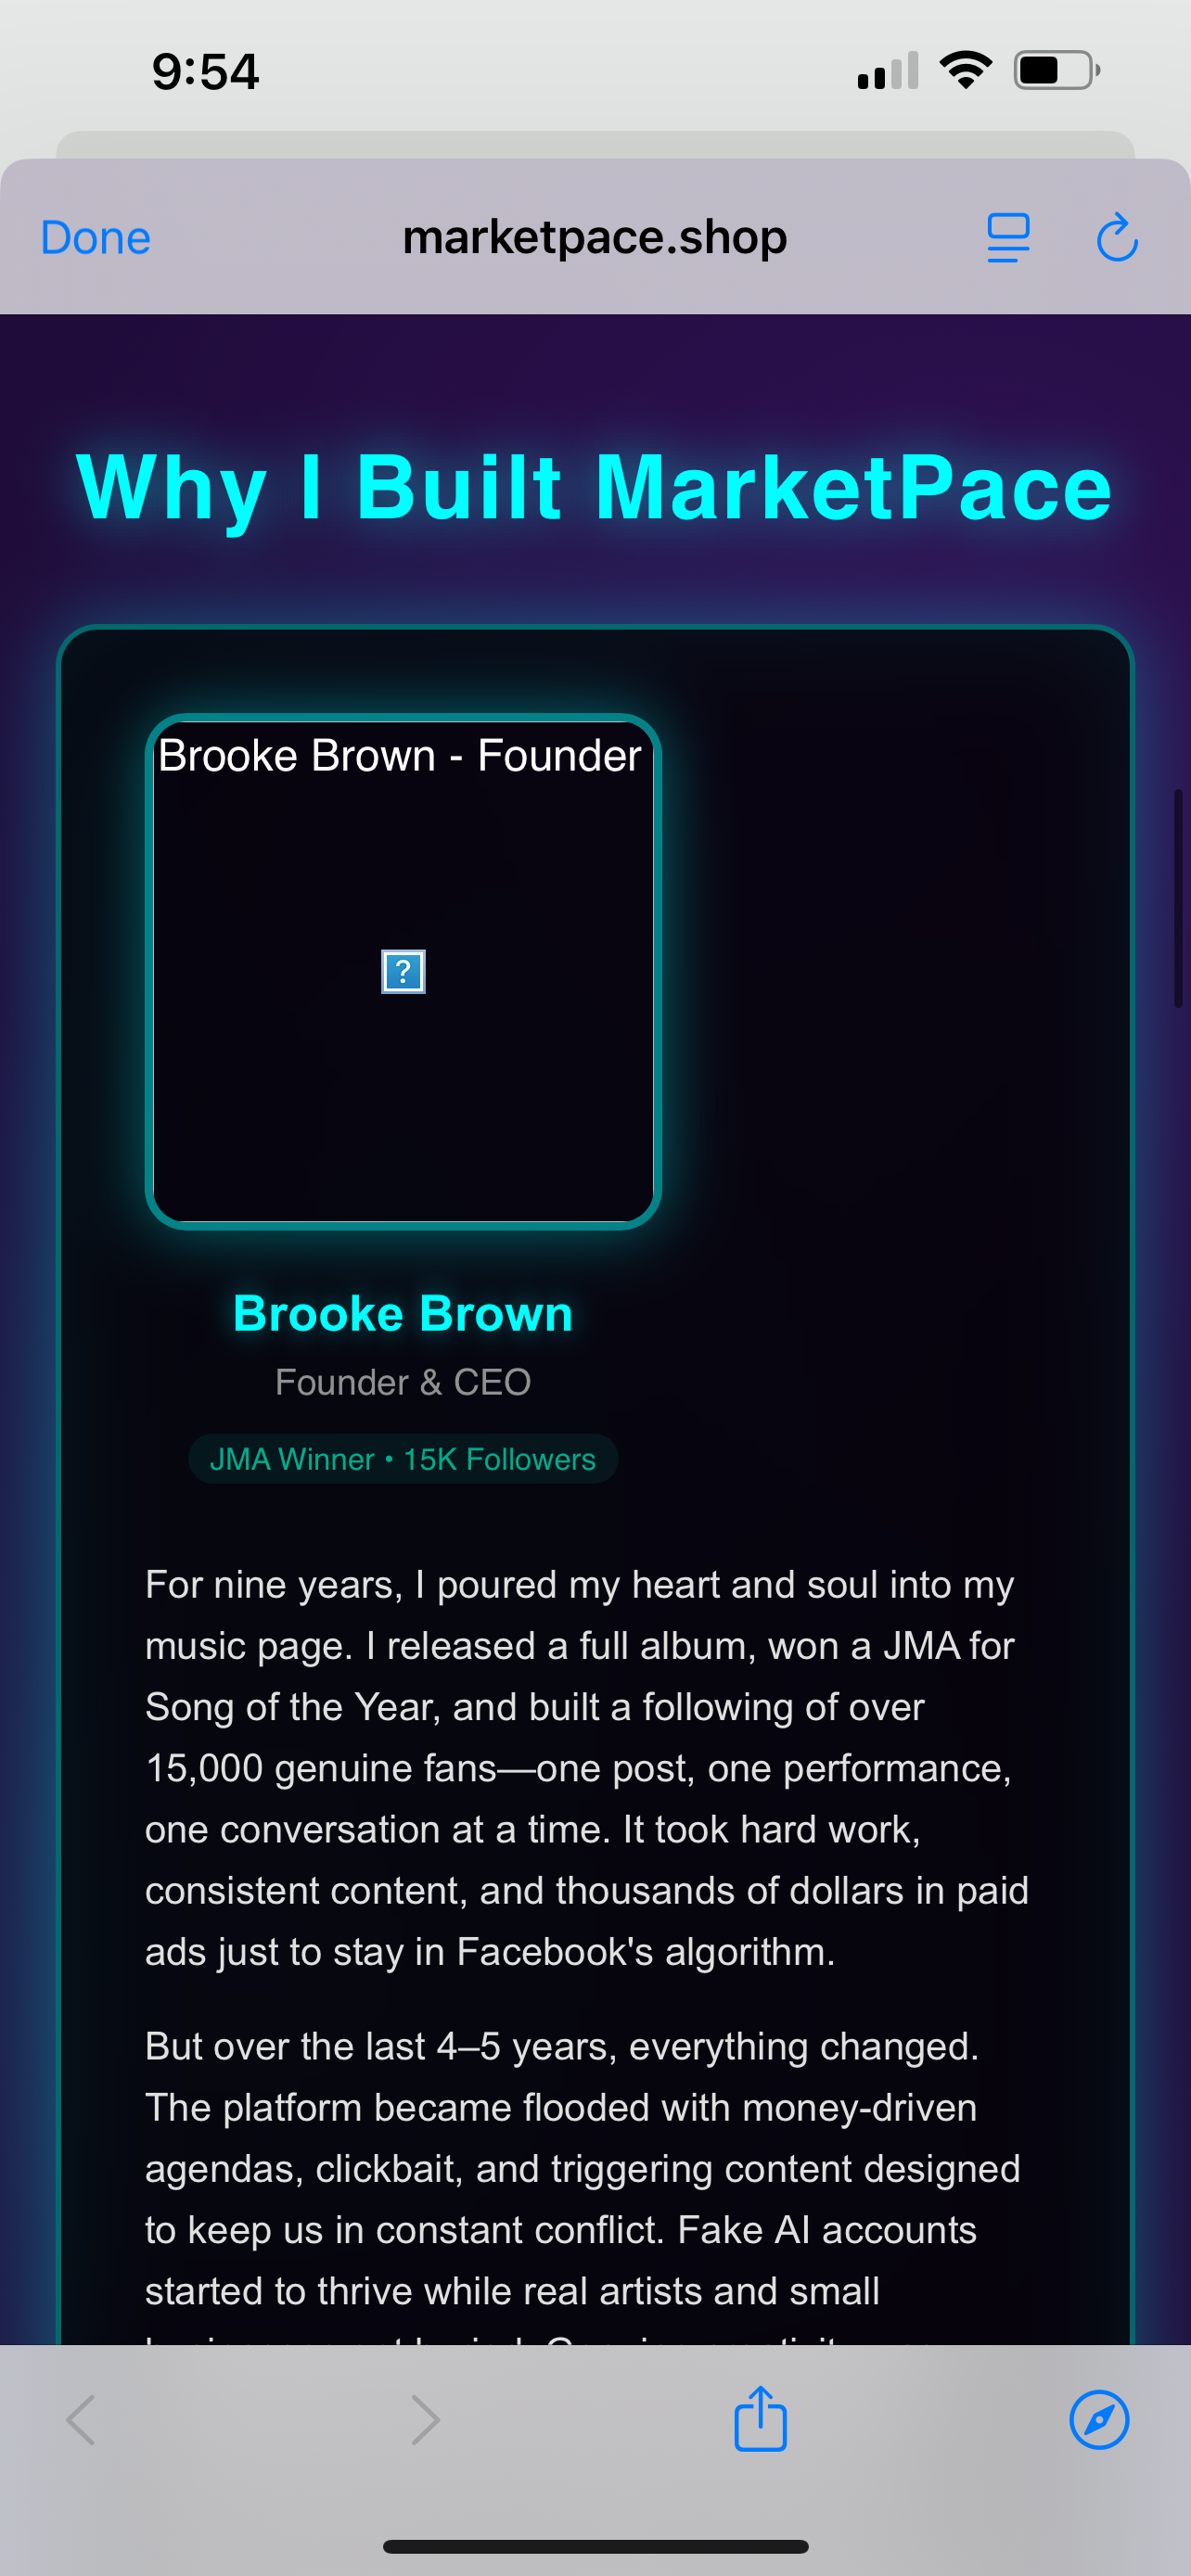 9:54
Done
marketpace.shop
Why I Built MarketPace
Brooke Brown - Founder
?
Brooke Brown
Founder & CEO
JMA Winner • 15K Followers
For nine years, I poured my heart and soul into my
music page. I released a full album, won a JMA for
Song of the Year, and built a following of over
15,000 genuine fans—one post, one performance,
one conversation at a time. It took hard work,
consistent content, and thousands of dollars in paid
ads just to stay in Facebook's algorithm.
But over the last 4–5 years, everything changed.
The platform became flooded with money-driven
agendas, clickbait, and triggering content designed
to keep us in constant conflict. Fake AI accounts
started to thrive while real artists and small